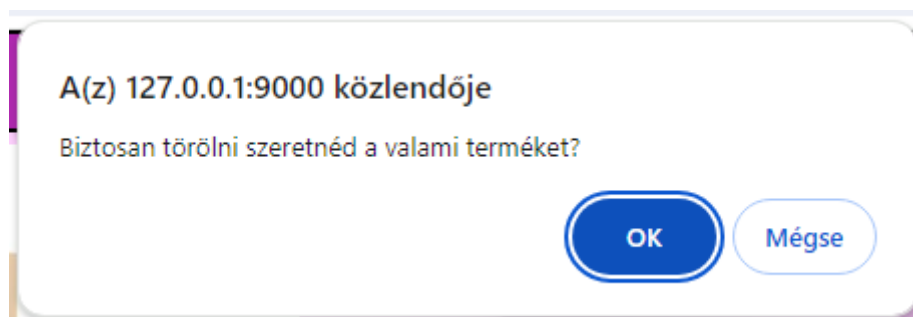 A(z) 127.0.0.1:9000 közlendője
Biztosan törölni szeretnéd a valami terméket?
OK Mégse